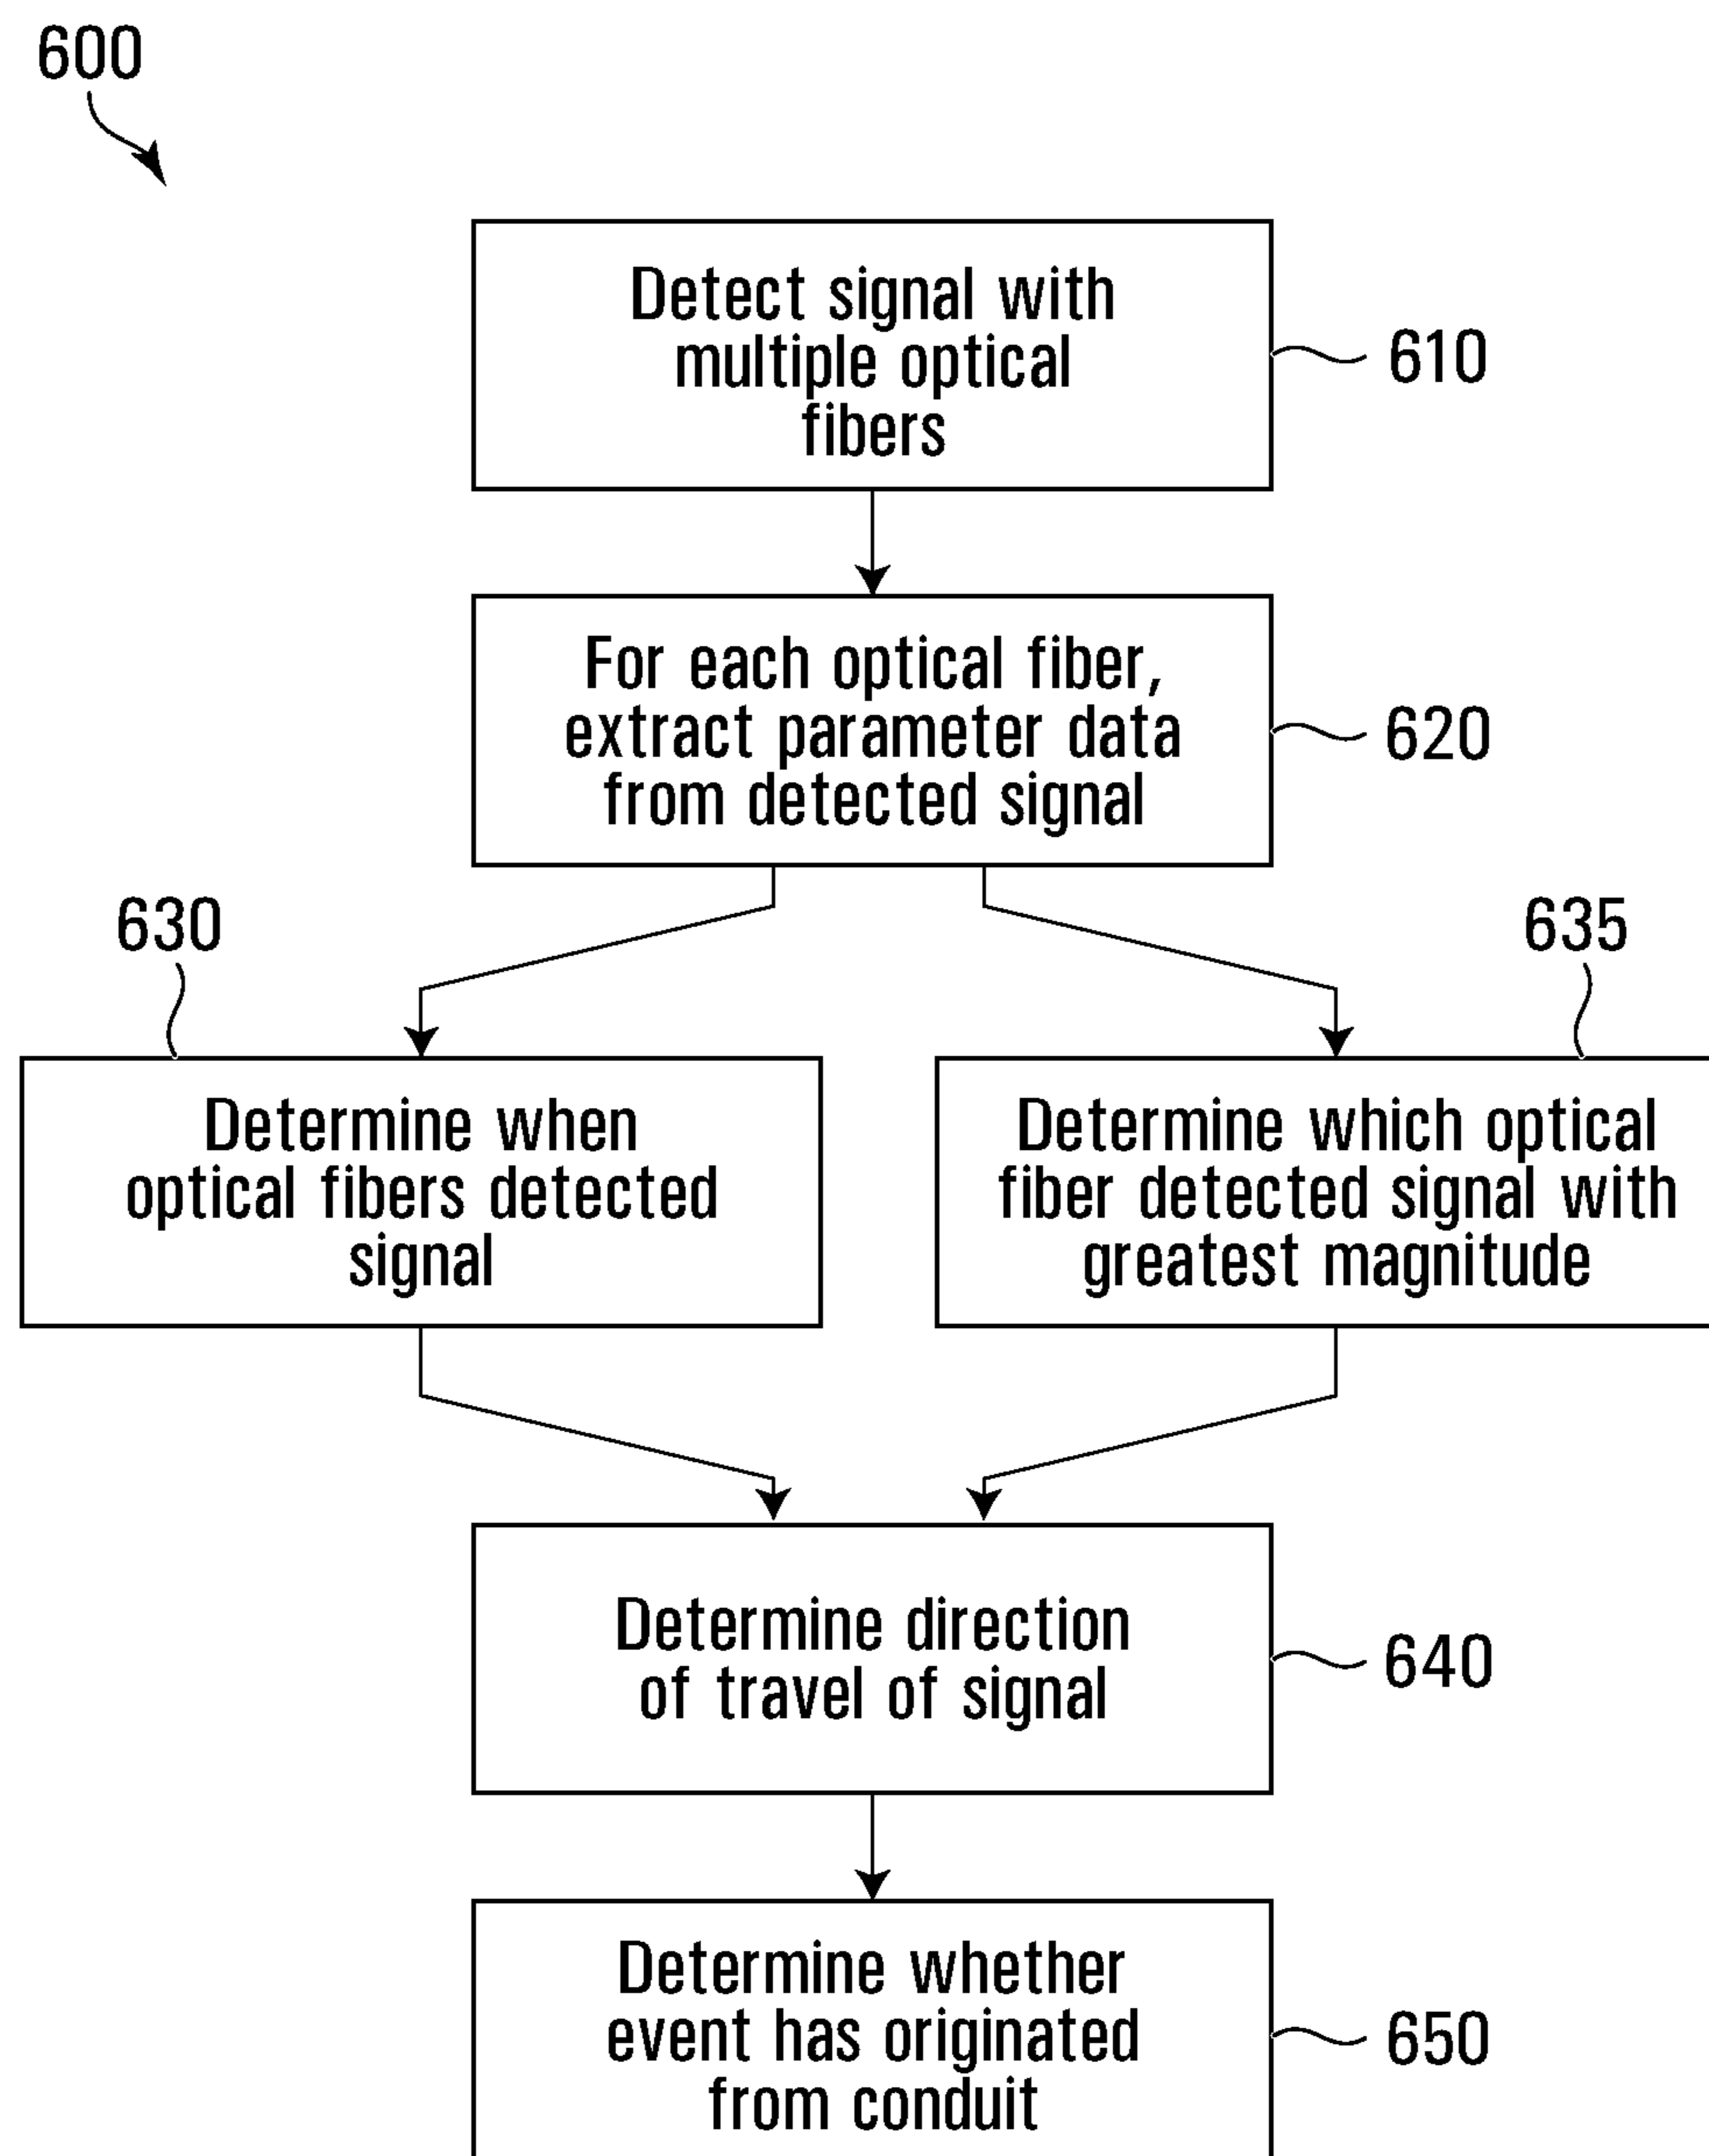 600
Detect signal with
multiple optical
fibers
610
For each optical fiber,
extract parameter data
from detected signal
620
630
635
Determine when
optical fibers detected
signal
Determine which optical
fiber detected signal with
greatest magnitude
Determine direction
of travel of signal
640
Determine whether
event has originated
from conduit
650